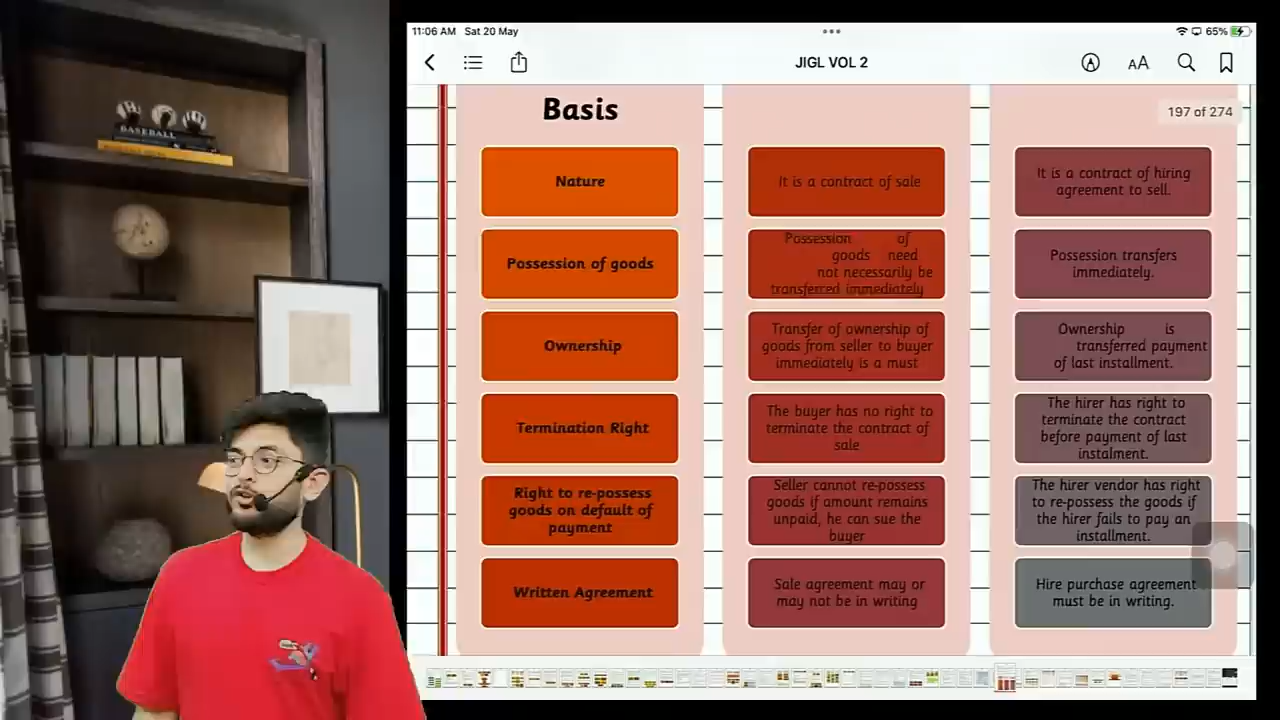 BASEBALL
11:06 AM Sat 20 May
65%
JIGL VOL 2
AA
197 of 274
Basis
Nature
It is a contract of sale
It is a contract of hiring
agreement to sell.
Possession of goods
Possession of
goods need
not necessarily be
transferred immediately
Possession transfers
immediately.
Ownership
Transfer of ownership of
goods from seller to buyer
immediately is a must
Ownership is
transferred payment
of last installment.
Termination Right
The buyer has no right to
terminate the contract of
sale
The hirer has right to
terminate the contract
before payment of last
instalment.
Right to re-possess
goods on default of
payment
Seller cannot re-possess
goods if amount remains
unpaid, he can sue the
buyer
The hirer vendor has right
to re-possess the goods if
the hirer fails to pay an
installment.
Written Agreement
Sale agreement may or
may not be in writing
Hire purchase agreement
must be in writing.